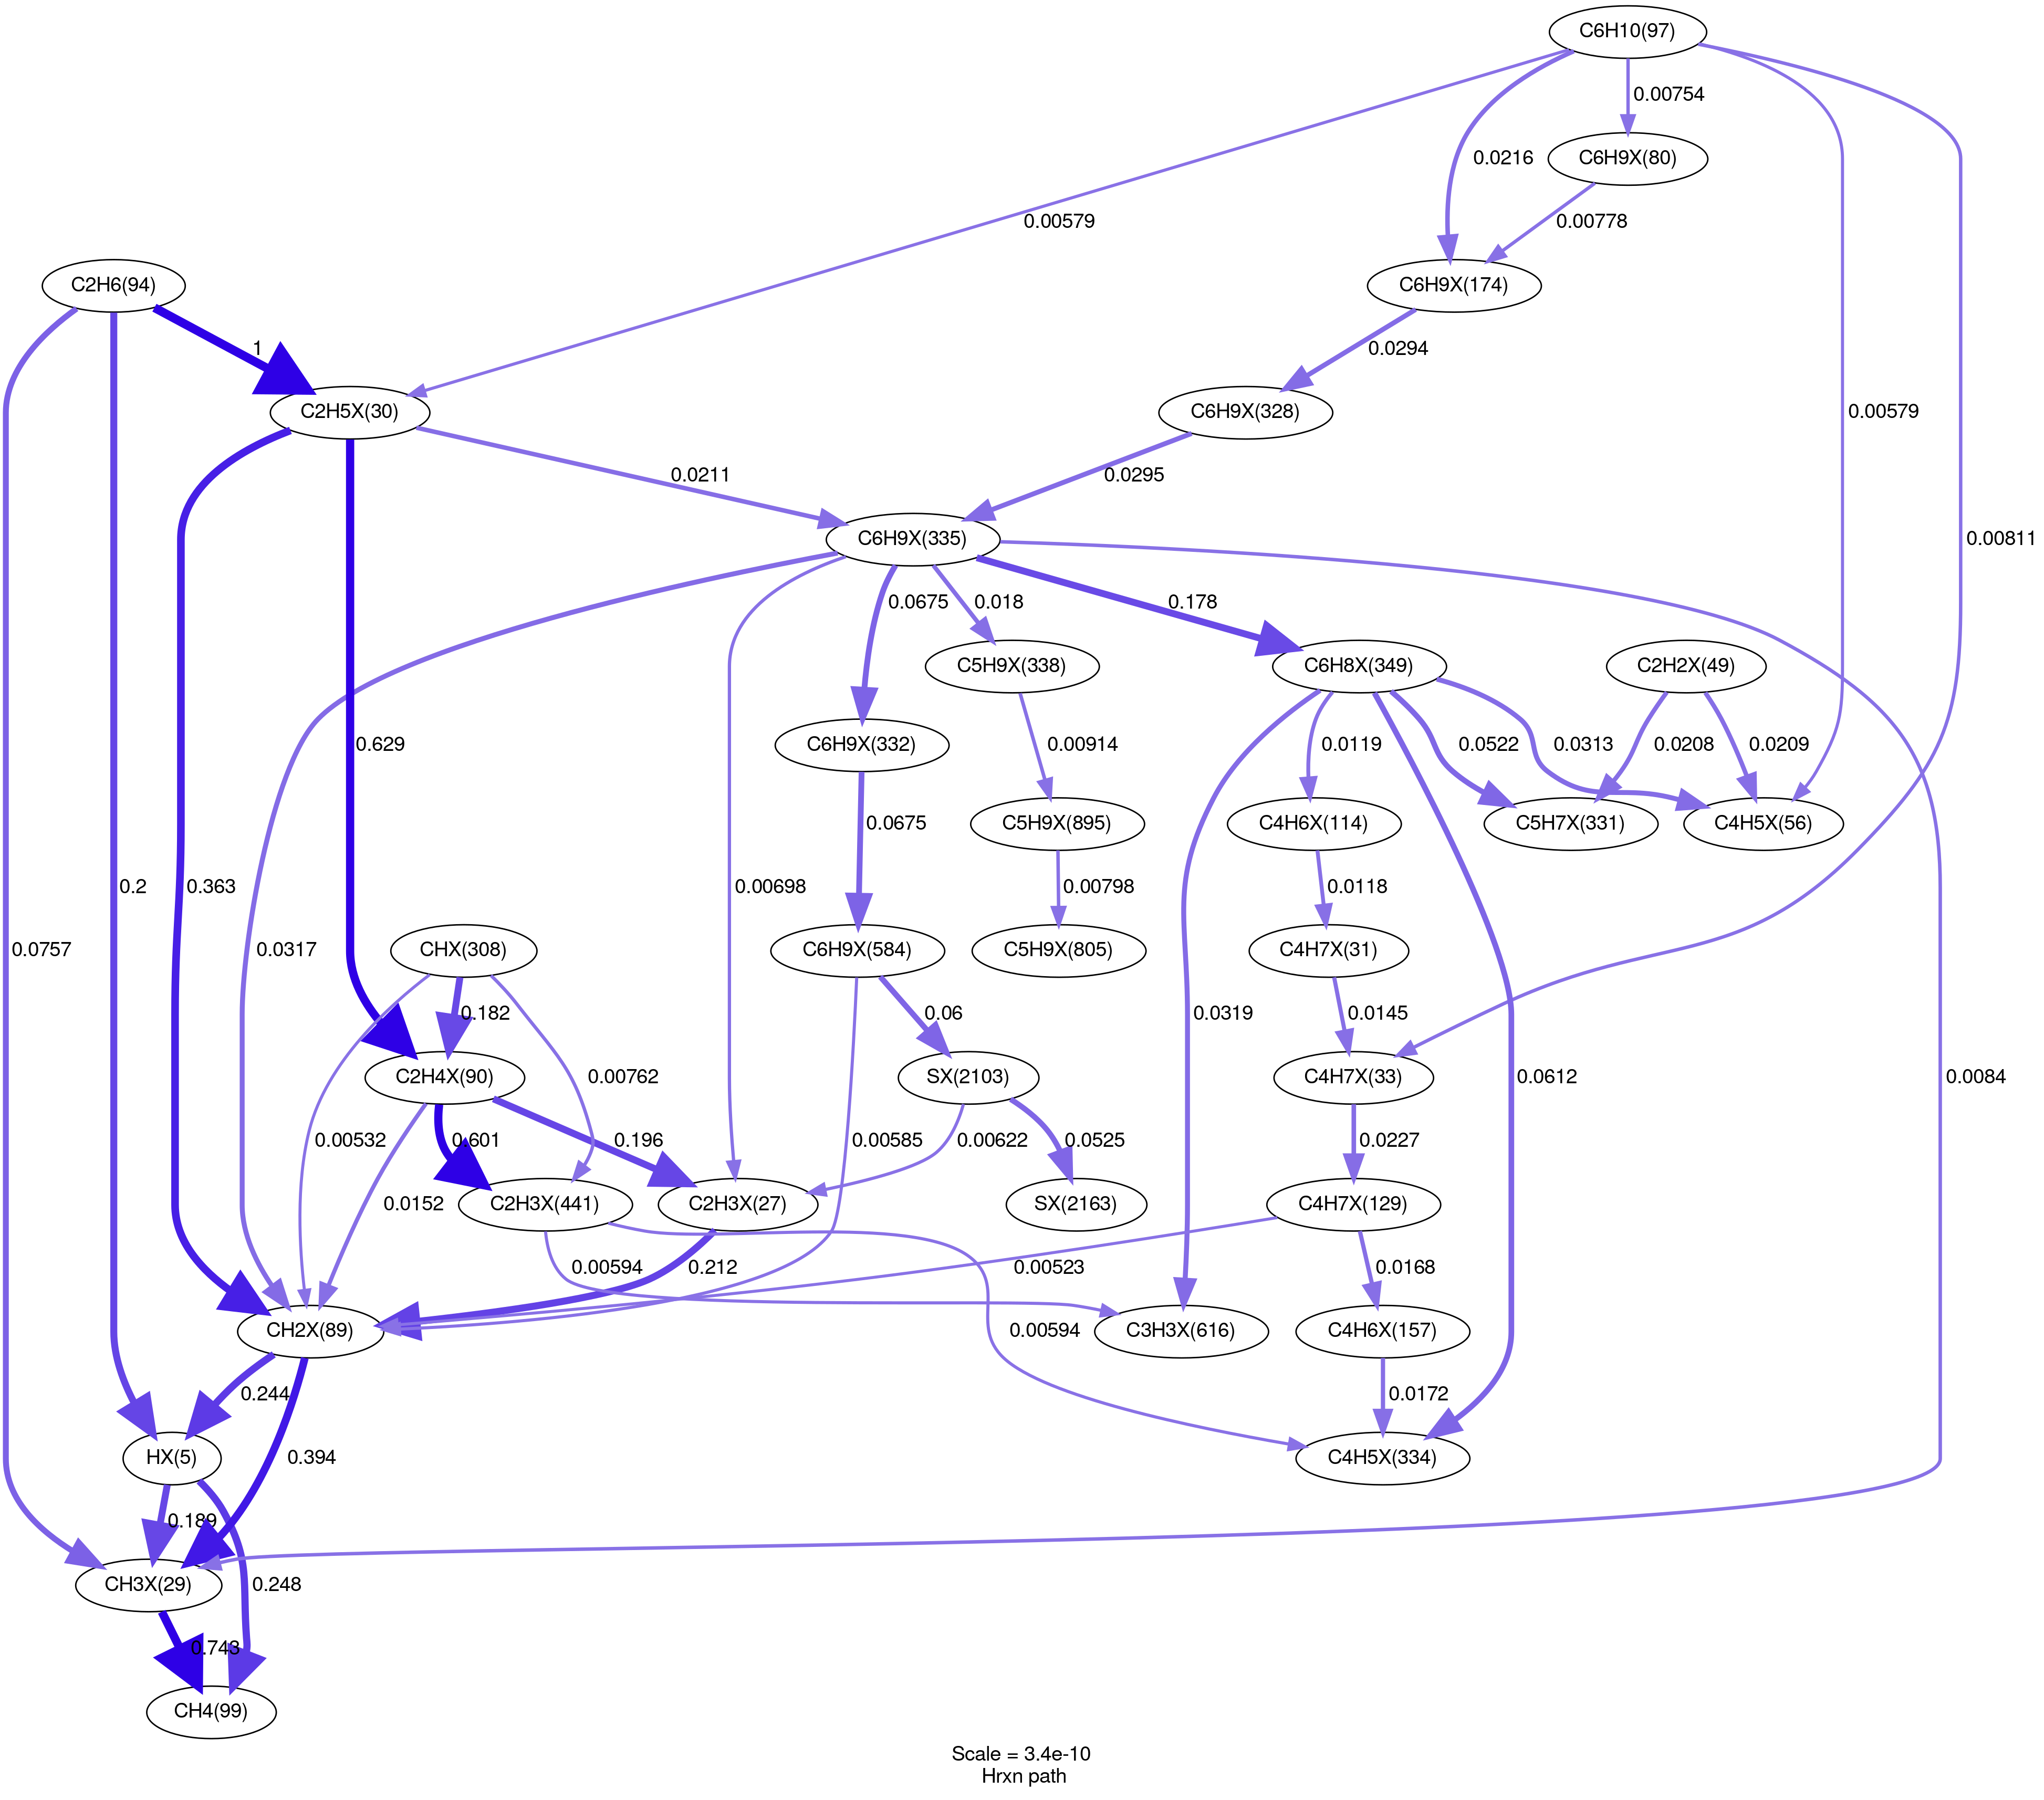 C6H10(97)
0.00754
0.0216
C6H9X(80)
0.00579
0.00778
C2H6(94)
C6H9X(174)
1
0.0294
C2H5X(30)
C6H9X(328)
0.00579
0.0211
0.0295
C6H9X(335)
0.00811
0.0675
0.018
0.178
C5H9X(338)
C6H8X(349)
C2H2X(49)
0.629
C6H9X(332)
0.00914
0.0119
0.0522
0.0313
0.0208
0.0209
0.0675
C5H9X(895)
C4H6X(114)
C5H7X(331)
C4H5X(56)
0.2
0.363
0.00698
0.00798
0.0118
0.0757
0.0317
CHX(308)
C6H9X(584)
C5H9X(805)
C4H7X(31)
0.182
0.06
0.0145
0.0319
C2H4X(90)
0.00762
SX(2103)
C4H7X(33)
0.0612
0.0084
0.00532
0.0152
0.601
0.196
0.00585
0.00622
0.0525
0.0227
C2H3X(441)
C2H3X(27)
SX(2163)
C4H7X(129)
0.00594
0.212
0.00523
0.0168
CH2X(89)
0.00594
C3H3X(616)
C4H6X(157)
0.244
0.0172
HX(5)
0.394
C4H5X(334)
0.189
CH3X(29)
0.248
0.743
CH4(99)
Scale = 3.4e-10
Hrxn path